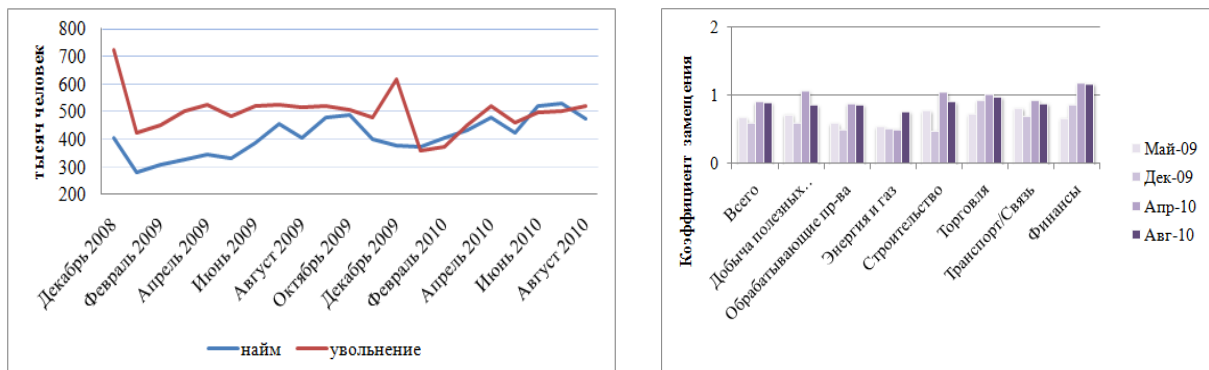 тысяч человек
800
700
600
500
400
300
200
Декабрь 2008
Февраль 2009
Апрель 2009
Июнь 2009
Август 2009
Октябрь 2009
Декабрь 2009
Февраль 2010
Апрель 2010
Июнь 2010
Август 2010
найм
увольнение
Коэффициент замещения
2
1
0
Всего
Добыча полезных..
Обрабатывающие пр-ва
Энергия и газ
Строительство
Торговля
Транспорт/Связь
Финансы
Май-09
Дек-09
Апр-10
Авг-10